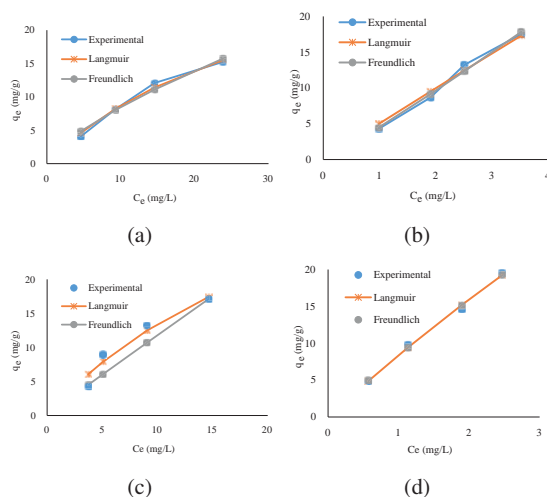 20
15
10
5
0
0
10
20
30
q_e (mg/g)
C_e (mg/L)
Experimental
Langmuir
Freundlich
(a)
20
15
10
5
0
0
1
2
3
4
q_e (mg/g)
C_e (mg/L)
Experimental
Langmuir
Freundlich
(b)
20
15
10
5
0
0
5
10
15
20
q_e (mg/g)
Ce (mg/L)
Experimental
Langmuir
Freundlich
(c)
20
15
10
5
0
0
1
2
3
q_e (mg/g)
Ce (mg/L)
Experimental
Langmuir
Freundlich
(d)